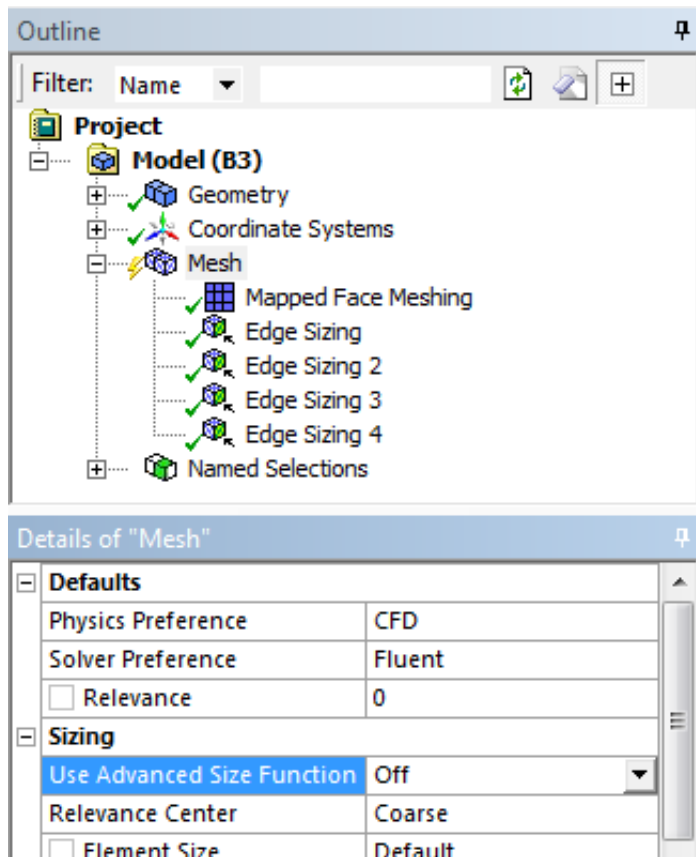 Outline
Filter: Name
Project
Model (B3)
Geometry
Coordinate Systems
Mesh
Mapped Face Meshing
Edge Sizing
Edge Sizing 2
Edge Sizing 3
Edge Sizing 4
Named Selections
Details of "Mesh"
Defaults
Physics Preference CFD
Solver Preference Fluent
Relevance 0
Sizing
Use Advanced Size Function Off
Relevance Center Coarse
Element Size Default